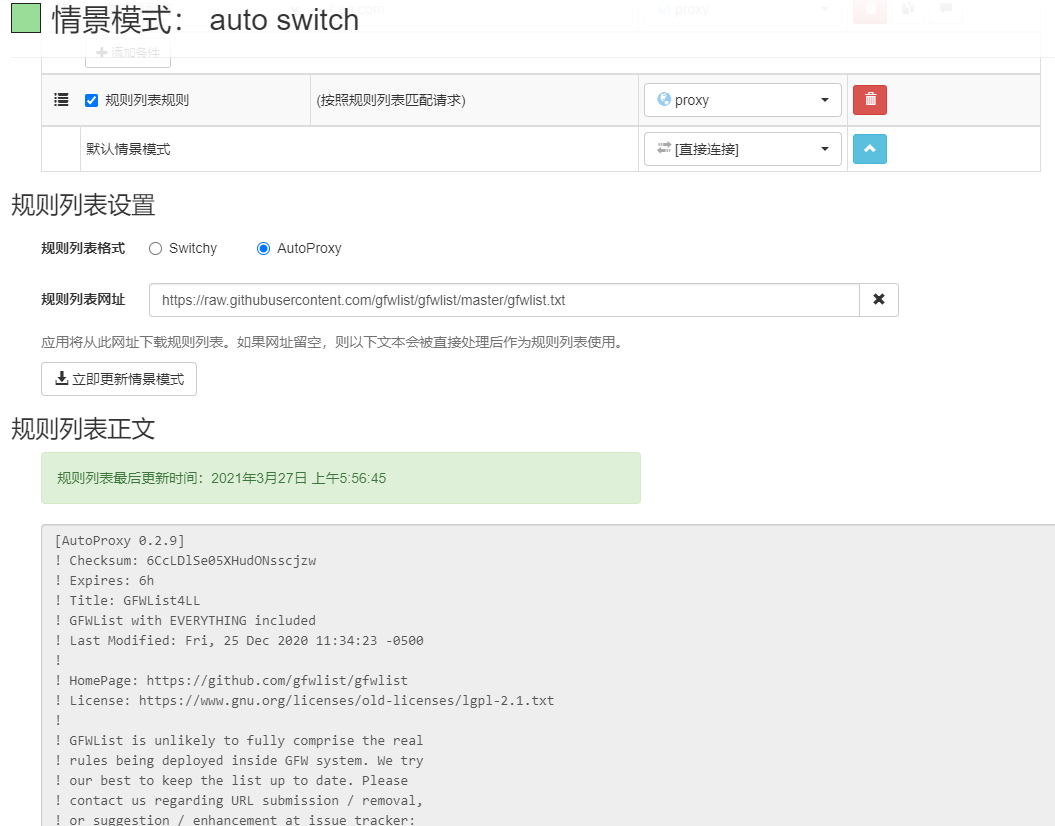 情景模式： auto switch
proxy
添加条件
规则列表规则 (按照规则列表匹配请求) proxy
默认情景模式 [直接连接]
规则列表设置
规则列表格式 Switchy AutoProxy
规则列表网址 https://raw.githubusercontent.com/gfwlist/gfwlist/master/gfwlist.txt
应用将从此网址下载规则列表。如果网址留空，则以下文本会被直接处理后作为规则列表使用。
立即更新情景模式
规则列表正文
规则列表最后更新时间：2021年3月27日 上午5:56:45
[AutoProxy 0.2.9]
! Checksum: 6CcLDlSe05XHudONsscjzw
! Expires: 6h
! Title: GFWList4LL
! GFWList with EVERYTHING included
! Last Modified: Fri, 25 Dec 2020 11:34:23 -0500
!
! HomePage: https://github.com/gfwlist/gfwlist
! License: https://www.gnu.org/licenses/old-licenses/lgpl-2.1.txt
!
! GFWList is unlikely to fully comprise the real
! rules being deployed inside GFW system. We try
! our best to keep the list up to date. Please
! contact us regarding URL submission / removal,
! or suggestion / enhancement at issue tracker: